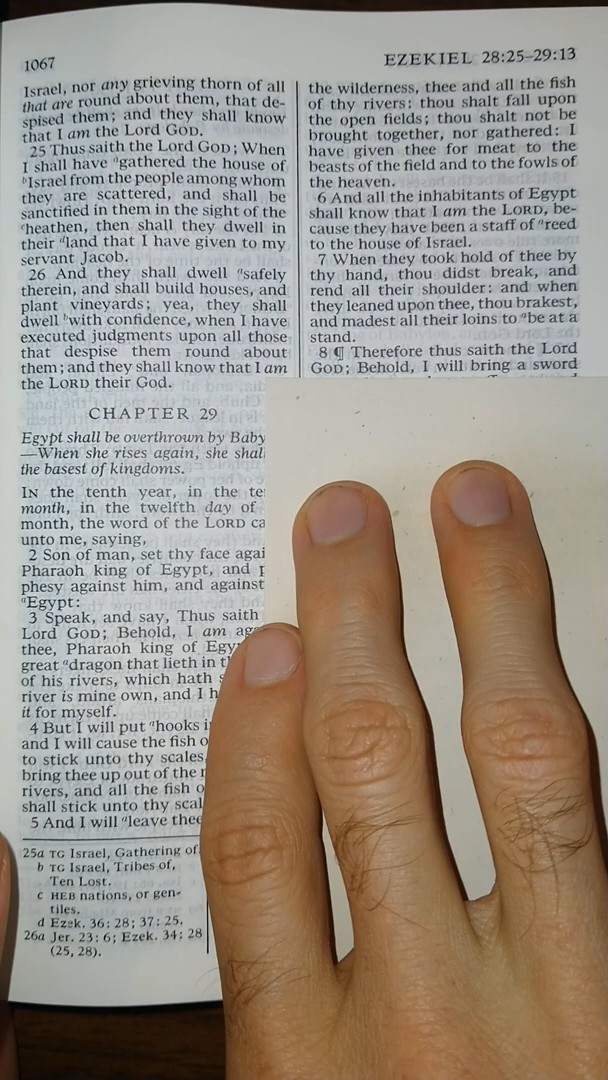 1067
EZEKIEL 28:25–29:13
Israel, nor any grieving thorn of all
that are round about them, that de-
spised them; and they shall know
that I am the Lord GOD.
25 Thus saith the Lord GOD; When
I shall have ᵃgathered the house of
ᵇIsrael from the people among whom
they are scattered, and shall be
sanctified in them in the sight of the
ᶜheathen, then shall they dwell in
their ᵈland that I have given to my
servant Jacob.
26 And they shall dwell ᵃsafely
therein, and shall build houses, and
plant vineyards; yea, they shall
dwell ᵇwith confidence, when I have
executed judgments upon all those
that despise them round about
them; and they shall know that I am
the LORD their God.
CHAPTER 29
Egypt shall be overthrown by Baby
—When she rises again, she shal
the basest of kingdoms.
IN the tenth year, in the te
month, in the twelfth day of
month, the word of the LORD ca
unto me, saying,
2 Son of man, set thy face agai
Pharaoh king of Egypt, and p
phesy against him, and against
ᵃEgypt:
3 Speak, and say, Thus saith
Lord GOD; Behold, I am aga
thee, Pharaoh king of Egy
great ᵃdragon that lieth in t
of his rivers, which hath s
river is mine own, and I h
it for myself.
4 But I will put ᵃhooks i
and I will cause the fish o
to stick unto thy scales,
bring thee up out of the
rivers, and all the fish o
shall stick unto thy scal
5 And I will ᵃleave thee
25a TG Israel, Gathering of.
b TG Israel, Tribes of,
Ten Lost.
c HEB nations, or gen-
tiles.
d Ezek. 36: 28; 37: 25.
26a Jer. 23: 6; Ezek. 34: 28
(25, 28).
the wilderness, thee and all the fish
of thy rivers: thou shalt fall upon
the open fields; thou shalt not be
brought together, nor gathered: I
have given thee for meat to the
beasts of the field and to the fowls of
the heaven.
6 And all the inhabitants of Egypt
shall know that I am the LORD, be-
cause they have been a staff of ᵃreed
to the house of Israel.
7 When they took hold of thee by
thy hand, thou didst break, and
rend all their shoulder: and when
they leaned upon thee, thou brakest,
and madest all their loins to ᵃbe at a
stand.
8 ¶ Therefore thus saith the Lord
GOD; Behold, I will bring a sword